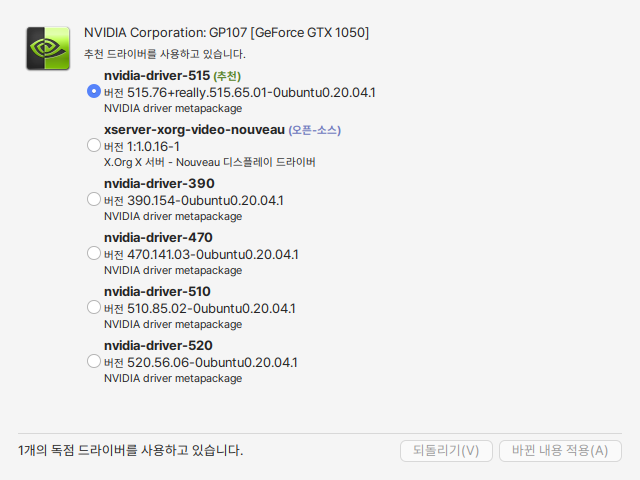 NVIDIA Corporation: GP107 [GeForce GTX 1050]
추천 드라이버를 사용하고 있습니다.
nvidia-driver-515 (추천)
버전 515.76+really.515.65.01-0ubuntu0.20.04.1
NVIDIA driver metapackage
xserver-xorg-video-nouveau (오픈-소스)
버전 1:1.0.16-1
X.Org X 서버 - Nouveau 디스플레이 드라이버
nvidia-driver-390
버전 390.154-0ubuntu0.20.04.1
NVIDIA driver metapackage
nvidia-driver-470
버전 470.141.03-0ubuntu0.20.04.1
NVIDIA driver metapackage
nvidia-driver-510
버전 510.85.02-0ubuntu0.20.04.1
NVIDIA driver metapackage
nvidia-driver-520
버전 520.56.06-0ubuntu0.20.04.1
NVIDIA driver metapackage
1개의 독점 드라이버를 사용하고 있습니다. 되돌리기(V) 바뀐 내용 적용(A)